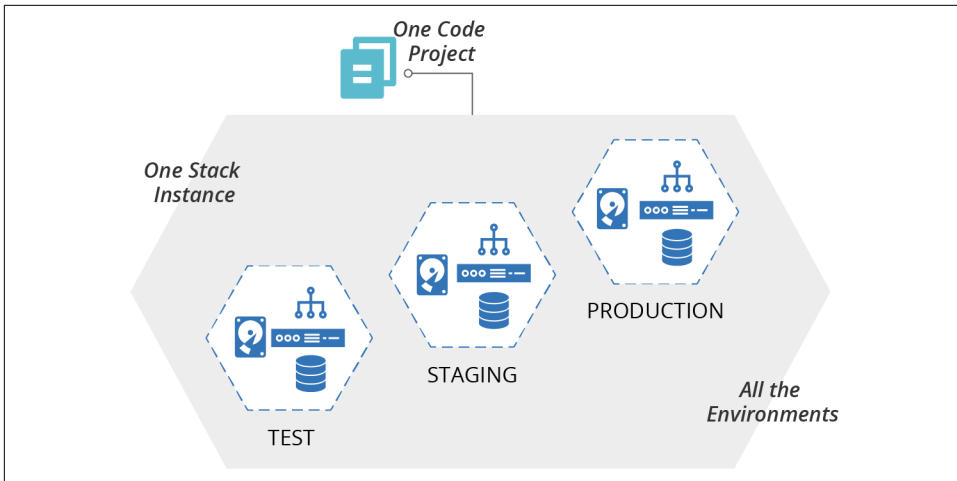 One Code
Project
One Stack
Instance
PRODUCTION
STAGING
All the
Environments
TEST